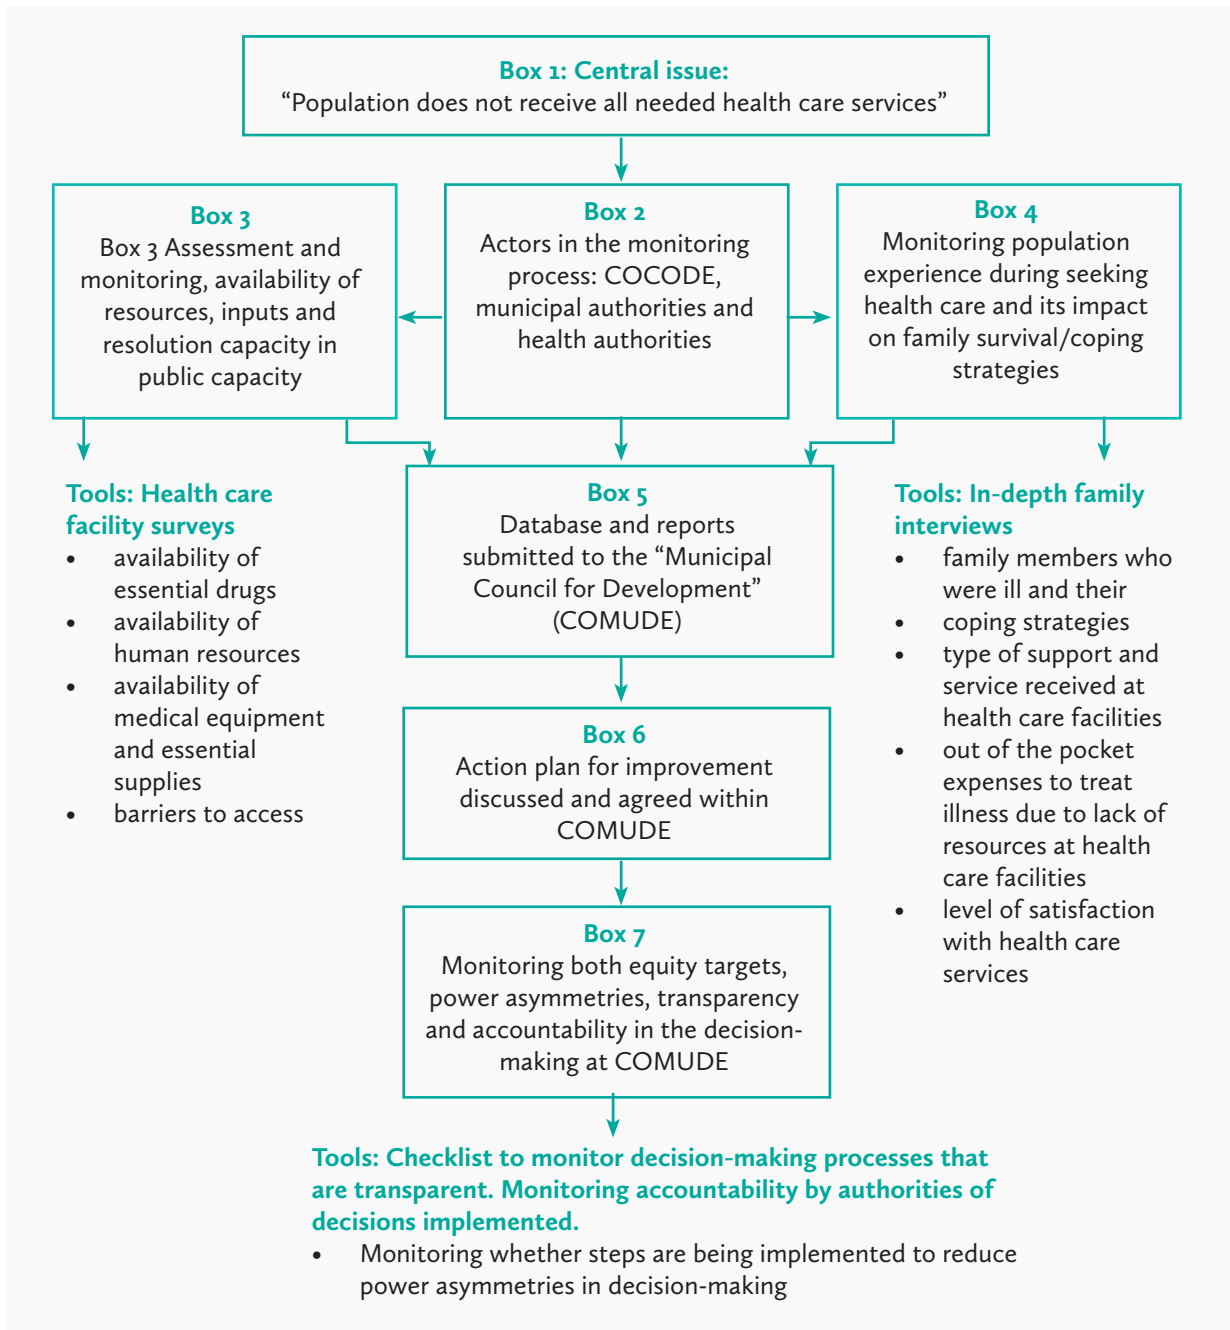 Box 1: Central issue:
“Population does not receive all needed health care services”
Box 3
Box 3 Assessment and
monitoring, availability of
resources, inputs and
resolution capacity in
public capacity
Box 2
Actors in the monitoring
process: COCODE,
municipal authorities and
health authorities
Box 4
Monitoring population
experience during seeking
health care and its impact
on family survival/coping
strategies
Tools: Health care
facility surveys
• availability of
essential drugs
• availability of
human resources
• availability of
medical equipment
and essential
supplies
• barriers to access
Box 5
Database and reports
submitted to the “Municipal
Council for Development”
(COMUDE)
Tools: In-depth family
interviews
• family members who
were ill and their
• coping strategies
• type of support and
service received at
health care facilities
• out of the pocket
expenses to treat
illness due to lack of
resources at health
care facilities
• level of satisfaction
with health care
services
Box 6
Action plan for improvement
discussed and agreed within
COMUDE
Box 7
Monitoring both equity targets,
power asymmetries, transparency
and accountability in the decision-
making at COMUDE
Tools: Checklist to monitor decision-making processes that
are transparent. Monitoring accountability by authorities of
decisions implemented.
• Monitoring whether steps are being implemented to reduce
power asymmetries in decision-making